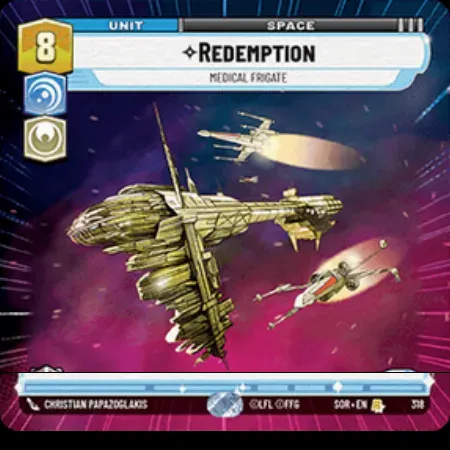 UNIT
SPACE
8
REDEMPTION
MEDICAL FRIGATE
CHRISTIAN PAPAZOGLAKIS
©LFL ©FFG
SOR • EN
318